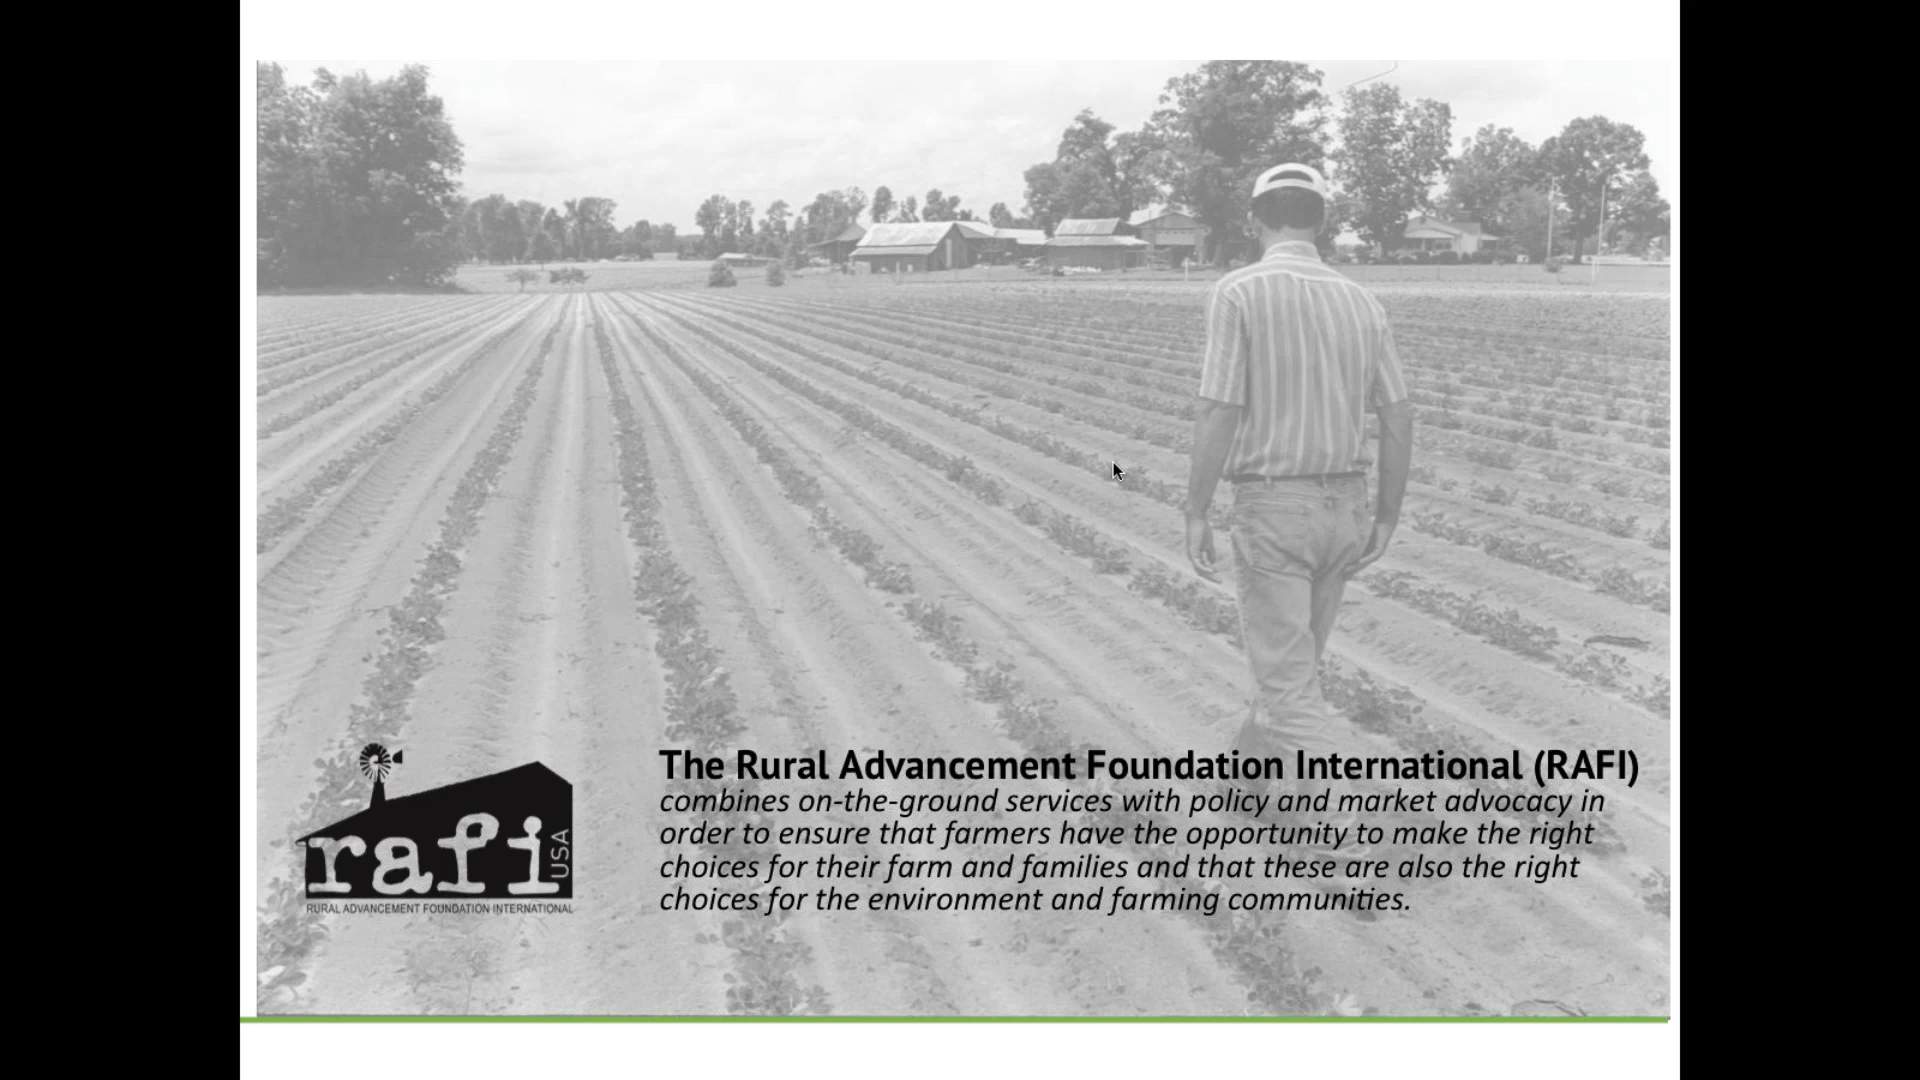 The Rural Advancement Foundation International (RAFI)
combines on-the-ground services with policy and market advocacy in
order to ensure that farmers have the opportunity to make the right
choices for their farm and families and that these are also the right
choices for the environment and farming communities.
rafi USA
RURAL ADVANCEMENT FOUNDATION INTERNATIONAL